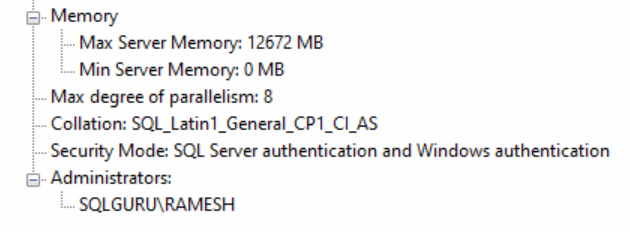 Memory
Max Server Memory: 12672 MB
Min Server Memory: 0 MB
Max degree of parallelism: 8
Collation: SQL_Latin1_General_CP1_CI_AS
Security Mode: SQL Server authentication and Windows authentication
Administrators:
SQLGURU\RAMESH